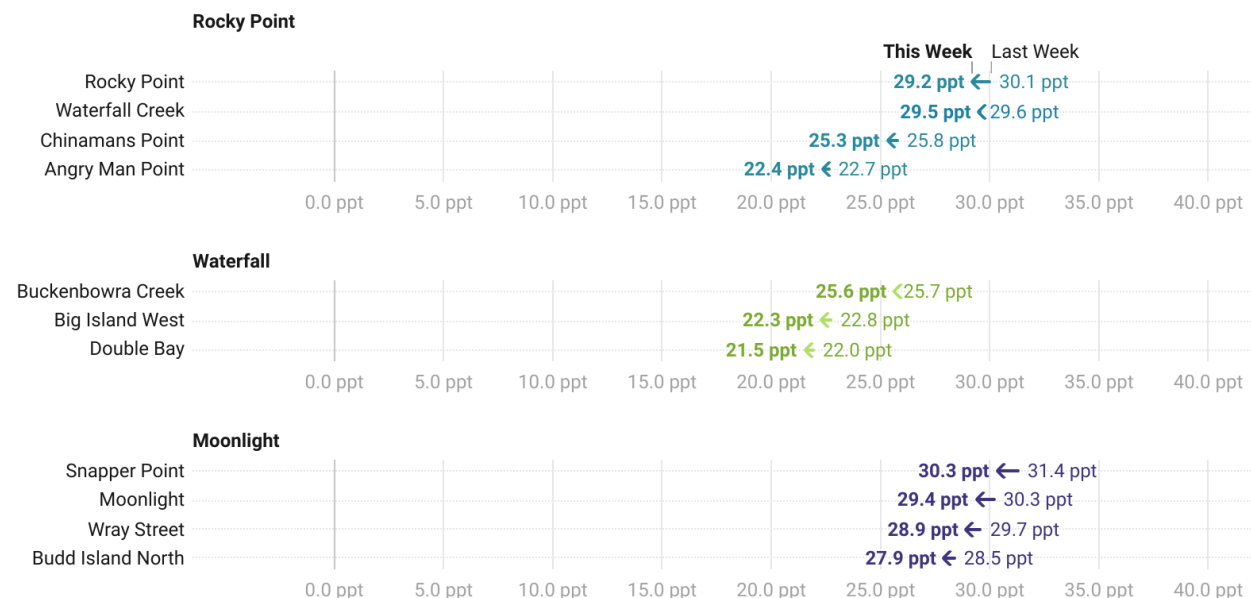 Rocky Point
This Week Last Week
Rocky Point 29.2 ppt 30.1 ppt
Waterfall Creek 29.5 ppt 29.6 ppt
Chinamans Point 25.3 ppt 25.8 ppt
Angry Man Point 22.4 ppt 22.7 ppt
0.0 ppt 5.0 ppt 10.0 ppt 15.0 ppt 20.0 ppt 25.0 ppt 30.0 ppt 35.0 ppt 40.0 ppt
Waterfall
Buckenbowra Creek 25.6 ppt 25.7 ppt
Big Island West 22.3 ppt 22.8 ppt
Double Bay 21.5 ppt 22.0 ppt
0.0 ppt 5.0 ppt 10.0 ppt 15.0 ppt 20.0 ppt 25.0 ppt 30.0 ppt 35.0 ppt 40.0 ppt
Moonlight
Snapper Point 30.3 ppt 31.4 ppt
Moonlight 29.4 ppt 30.3 ppt
Wray Street 28.9 ppt 29.7 ppt
Budd Island North 27.9 ppt 28.5 ppt
0.0 ppt 5.0 ppt 10.0 ppt 15.0 ppt 20.0 ppt 25.0 ppt 30.0 ppt 35.0 ppt 40.0 ppt